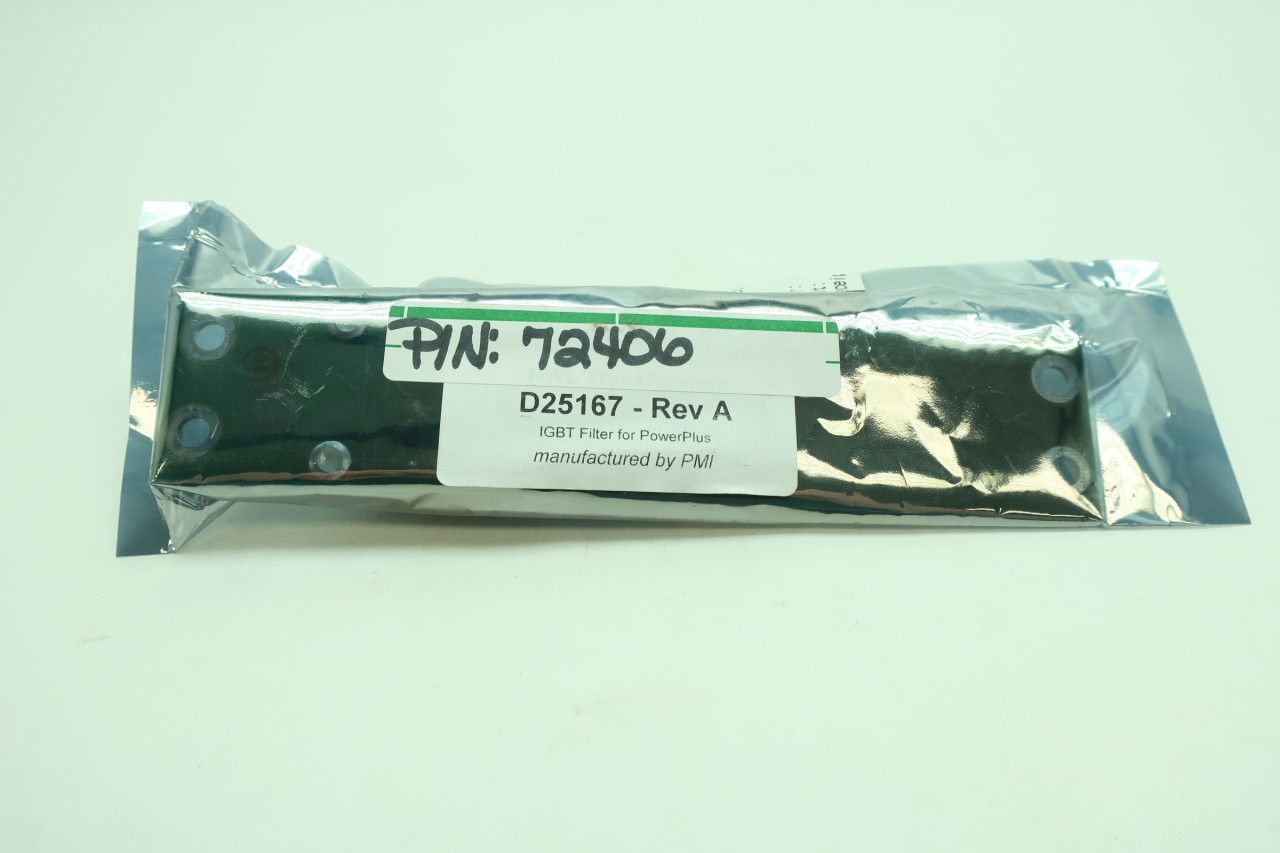 P/N: 72406
D25167 - Rev A
IGBT Filter for PowerPlus
manufactured by PMI